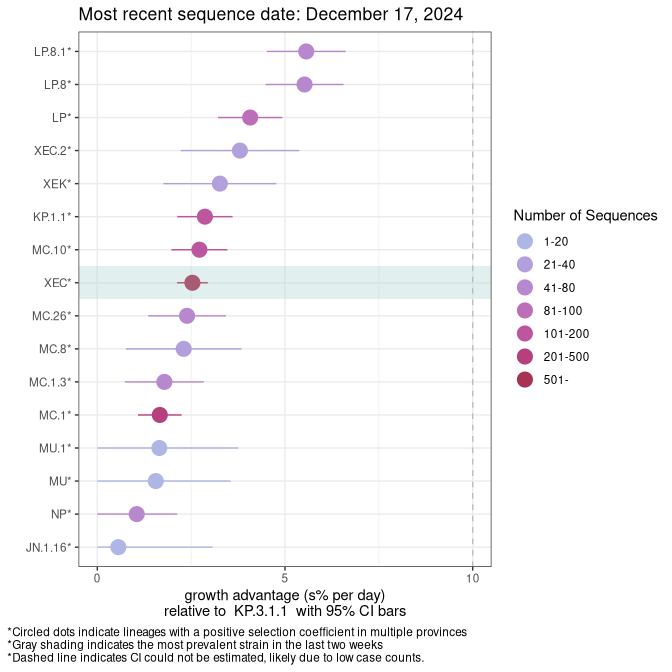 Most recent sequence date: December 17, 2024
LP.8.1*
LP.8*
LP*
XEC.2*
XEK*
KP.1.1*
MC.10*
XEC*
MC.26*
MC.8*
MC.1.3*
MC.1*
MU.1*
MU*
NP*
JN.1.16*
0 5 10
growth advantage (s% per day)
relative to KP.3.1.1 with 95% CI bars
Number of Sequences
1-20
21-40
41-80
81-100
101-200
201-500
501-
*Circled dots indicate lineages with a positive selection coefficient in multiple provinces
*Gray shading indicates the most prevalent strain in the last two weeks
*Dashed line indicates CI could not be estimated, likely due to low case counts.